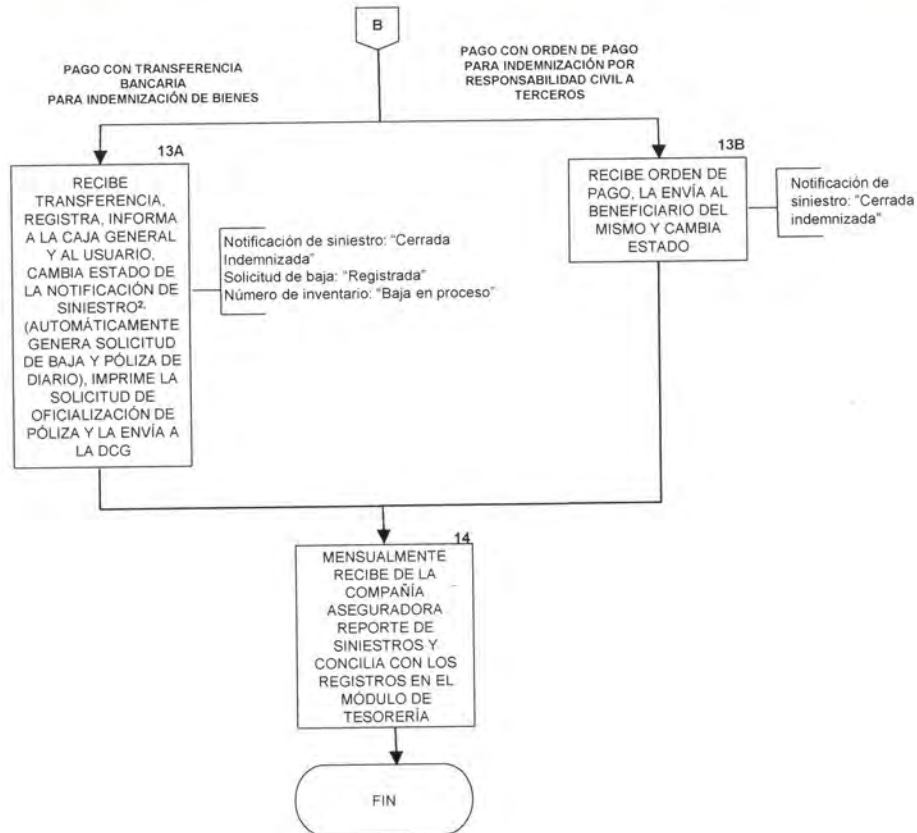 B
PAGO CON TRANSFERENCIA
BANCARIA
PARA INDEMNIZACIÓN DE BIENES
PAGO CON ORDEN DE PAGO
PARA INDEMNIZACIÓN POR
RESPONSABILIDAD CIVIL A
TERCEROS
13A
RECIBE
TRANSFERENCIA,
REGISTRA, INFORMA
A LA CAJA GENERAL
Y AL USUARIO,
CAMBIA ESTADO DE
LA NOTIFICACIÓN DE
SINIESTRO².
(AUTOMÁTICAMENTE
GENERA SOLICITUD
DE BAJA Y PÓLIZA DE
DIARIO), IMPRIME LA
SOLICITUD DE
OFICIALIZACIÓN DE
PÓLIZA Y LA ENVÍA A
LA DCG
Notificación de siniestro: “Cerrada
Indemnizada”
Solicitud de baja: “Registrada”
Número de inventario: “Baja en proceso”
13B
RECIBE ORDEN DE
PAGO, LA ENVÍA AL
BENEFICIARIO DEL
MISMO Y CAMBIA
ESTADO
Notificación de
siniestro: “Cerrada
indemnizada”
14
MENSUALMENTE
RECIBE DE LA
COMPAÑÍA
ASEGURADORA
REPORTE DE
SINIESTROS Y
CONCILIA CON LOS
REGISTROS EN EL
MÓDULO DE
TESORERÍA
FIN